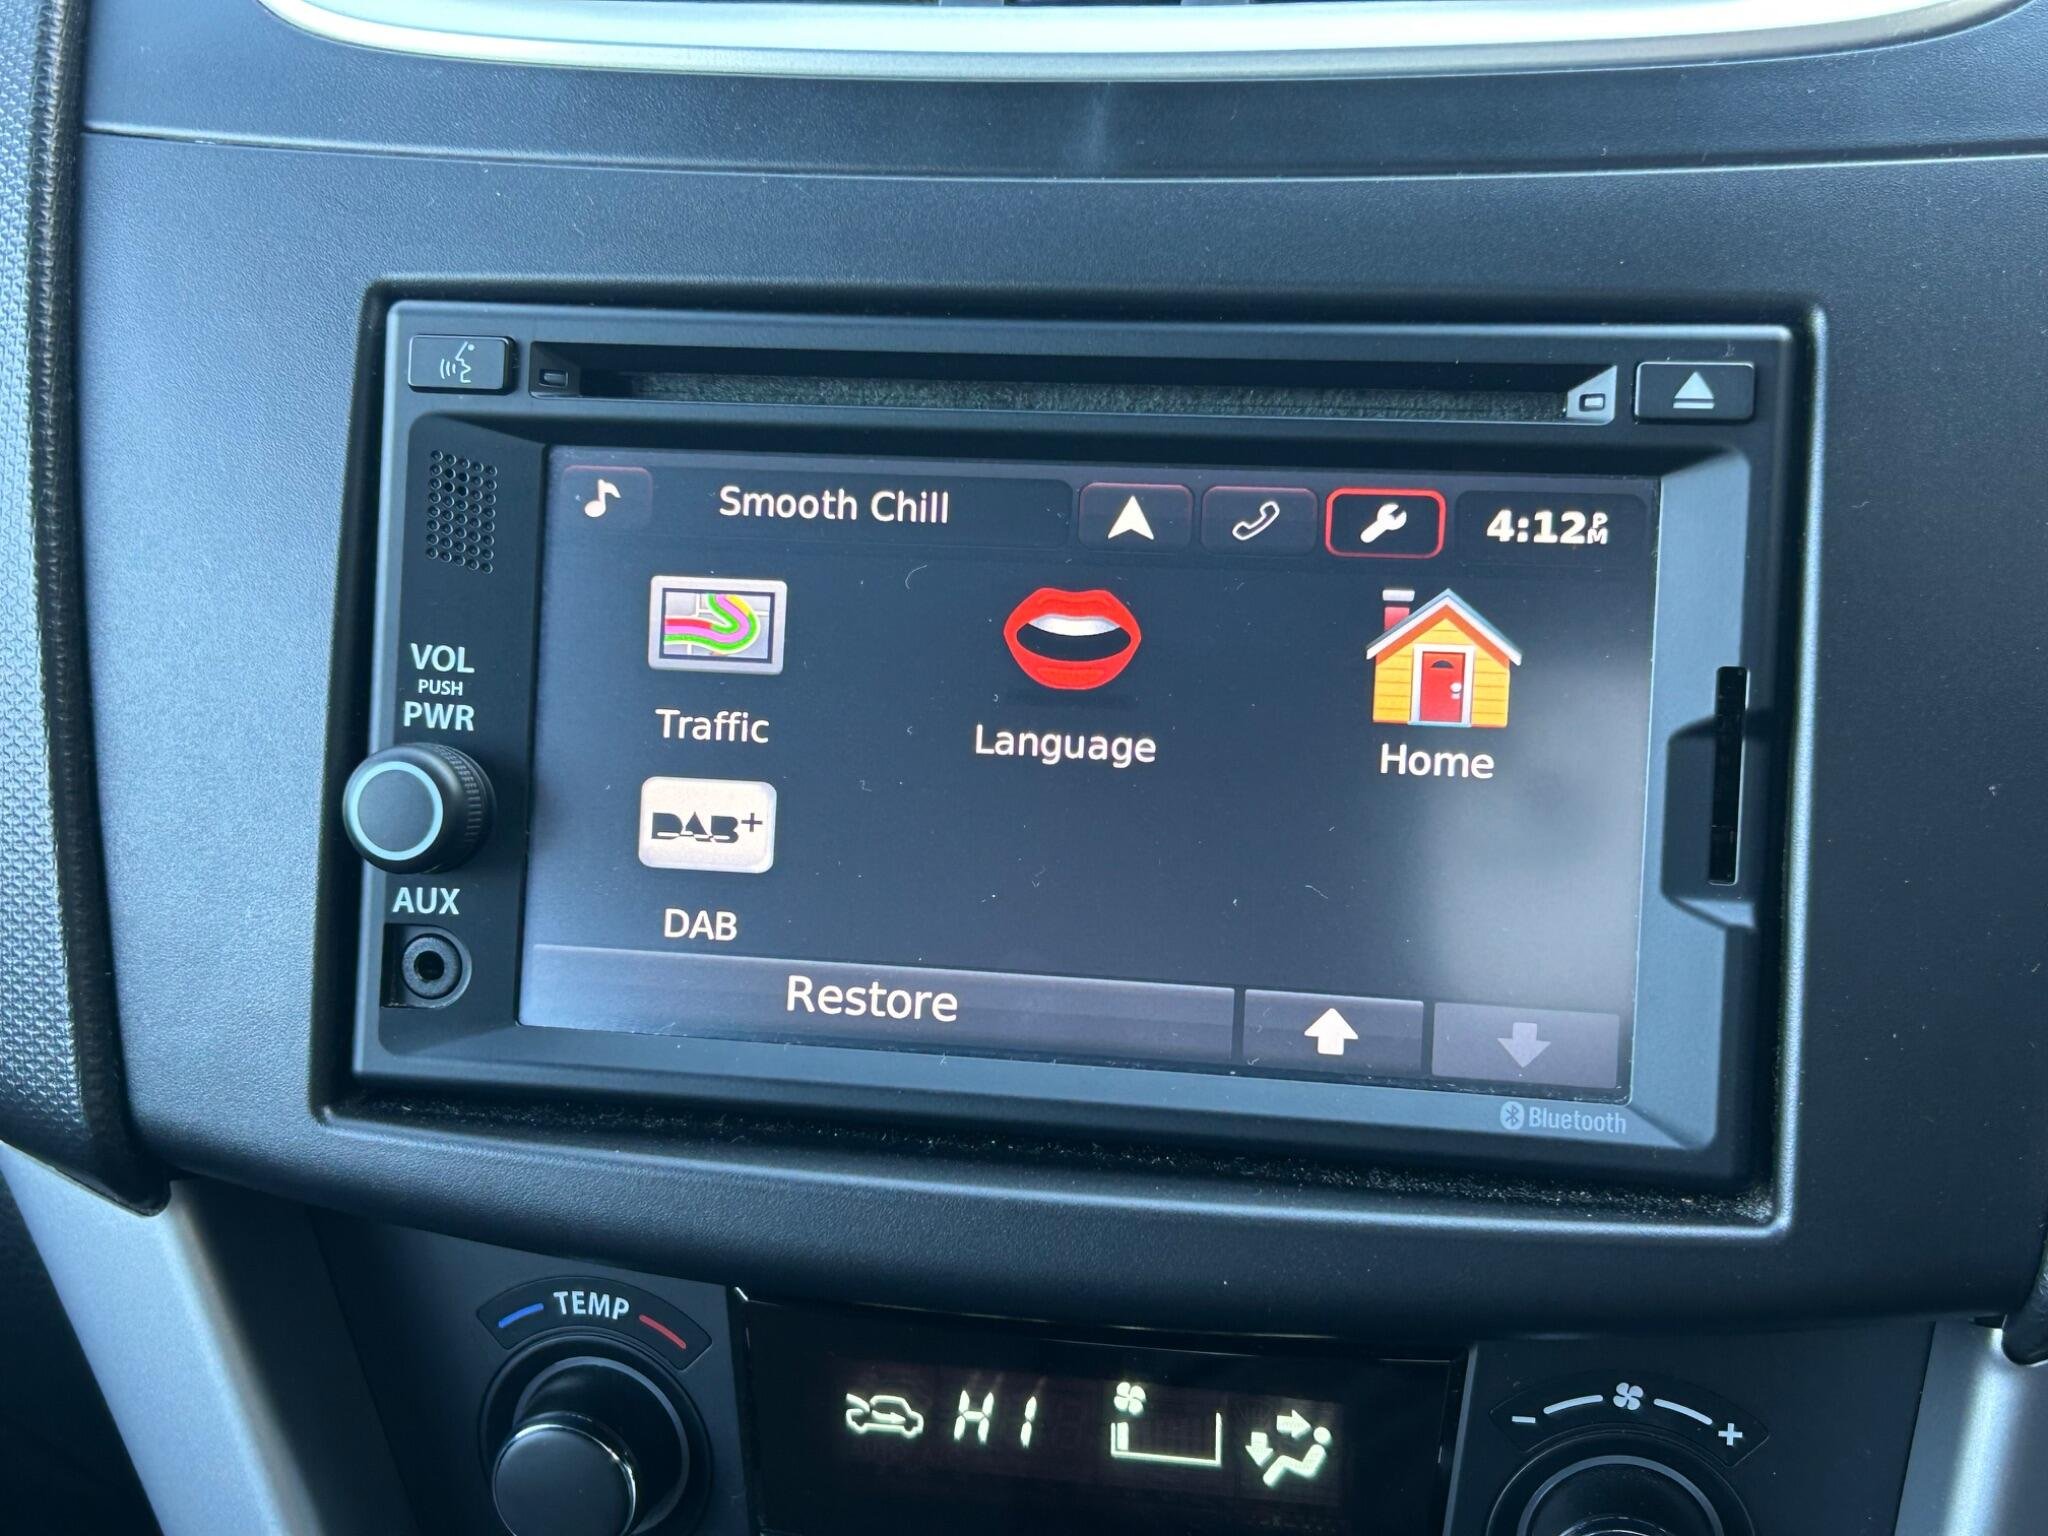 Smooth Chill
4:12PM
VOL
PUSH
PWR
Traffic
Language
Home
DAB+
AUX
DAB
Restore
Bluetooth
TEMP
HI
- +